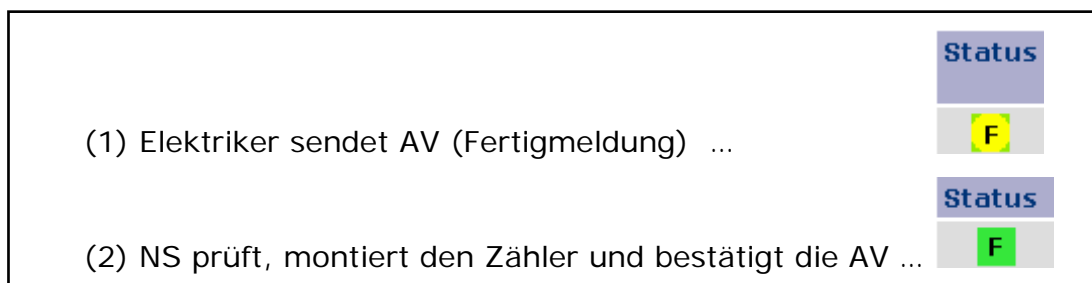 Status
(1) Elektriker sendet AV (Fertigmeldung) ...
F
Status
(2) NS prüft, montiert den Zähler und bestätigt die AV ...
F